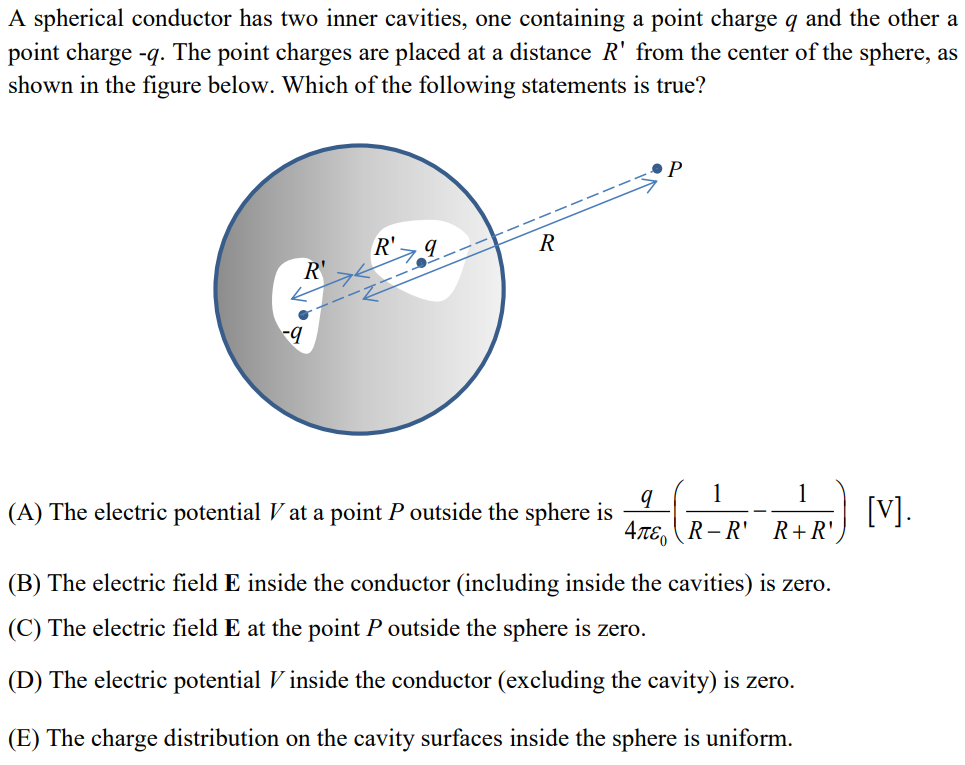 A spherical conductor has two inner cavities, one containing a point charge q and the other a
point charge -q. The point charges are placed at a distance R' from the center of the sphere, as
shown in the figure below. Which of the following statements is true?
P
R
R'
q
R'
-q
(A) The electric potential V at a point P outside the sphere is \frac{q}{4\pi\varepsilon_0}\left(\frac{1}{R-R'}-\frac{1}{R+R'}\right) [V].
(B) The electric field E inside the conductor (including inside the cavities) is zero.
(C) The electric field E at the point P outside the sphere is zero.
(D) The electric potential V inside the conductor (excluding the cavity) is zero.
(E) The charge distribution on the cavity surfaces inside the sphere is uniform.